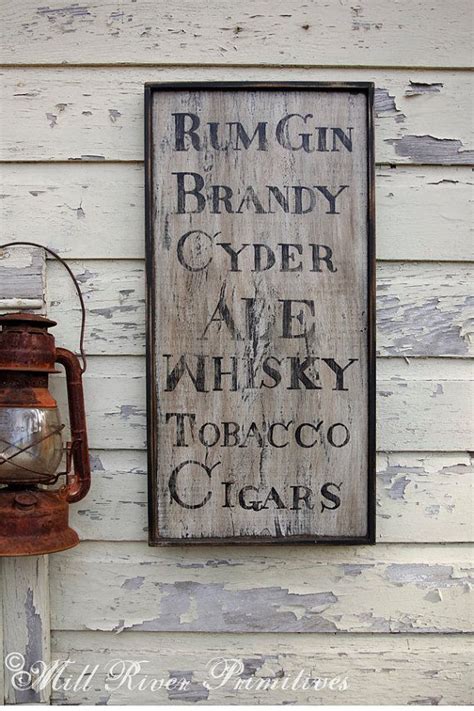 RUM GIN
BRANDY
CYDER
ALE
WHISKY
TOBACCO
CIGARS
©Mill River Primitives